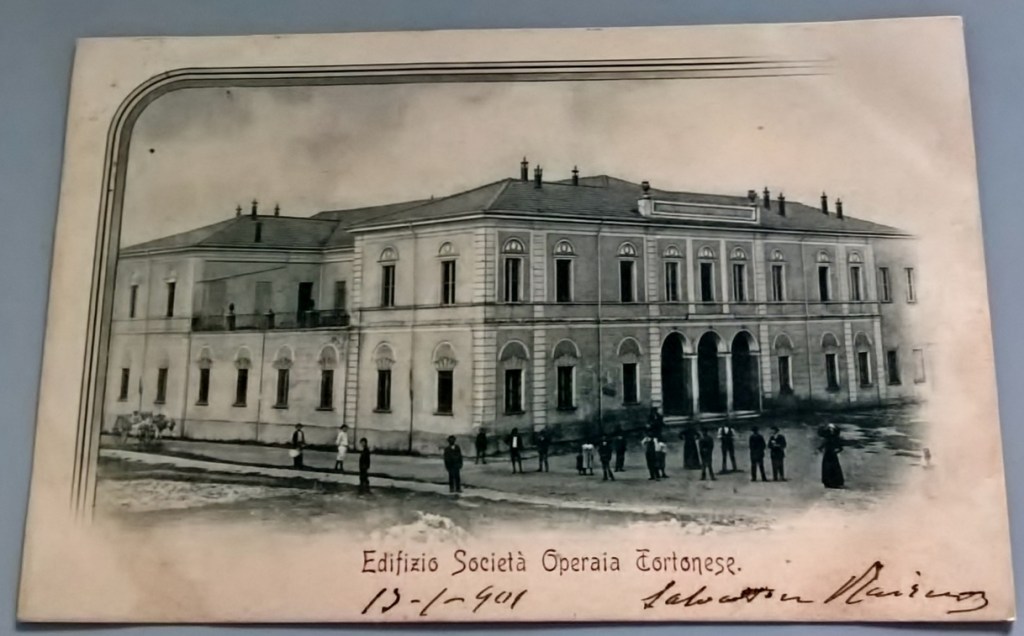 Edifizio Società Operaia Tortonese.
13-1-901 Salvatore